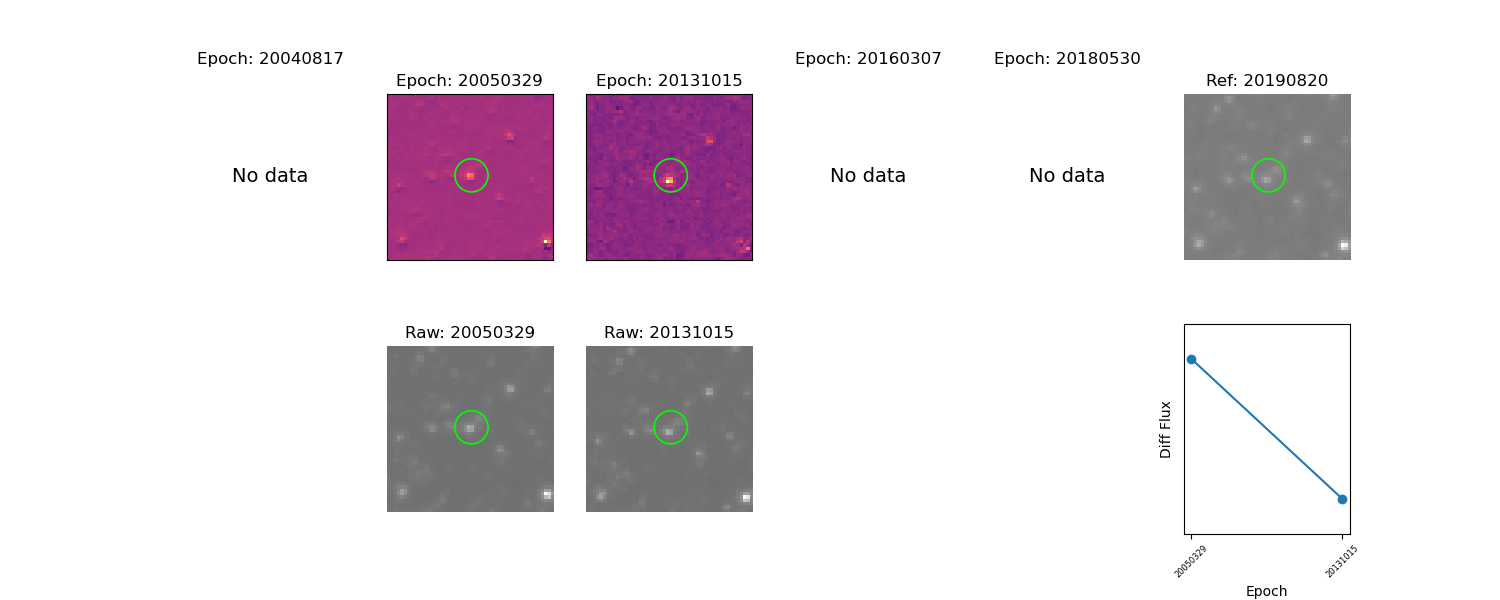 Epoch: 20040817
Epoch: 20050329
Epoch: 20131015
Epoch: 20160307
Epoch: 20180530
Ref: 20190820
No data
No data
No data
Raw: 20050329
Raw: 20131015
Diff Flux
20050329
20131015
Epoch